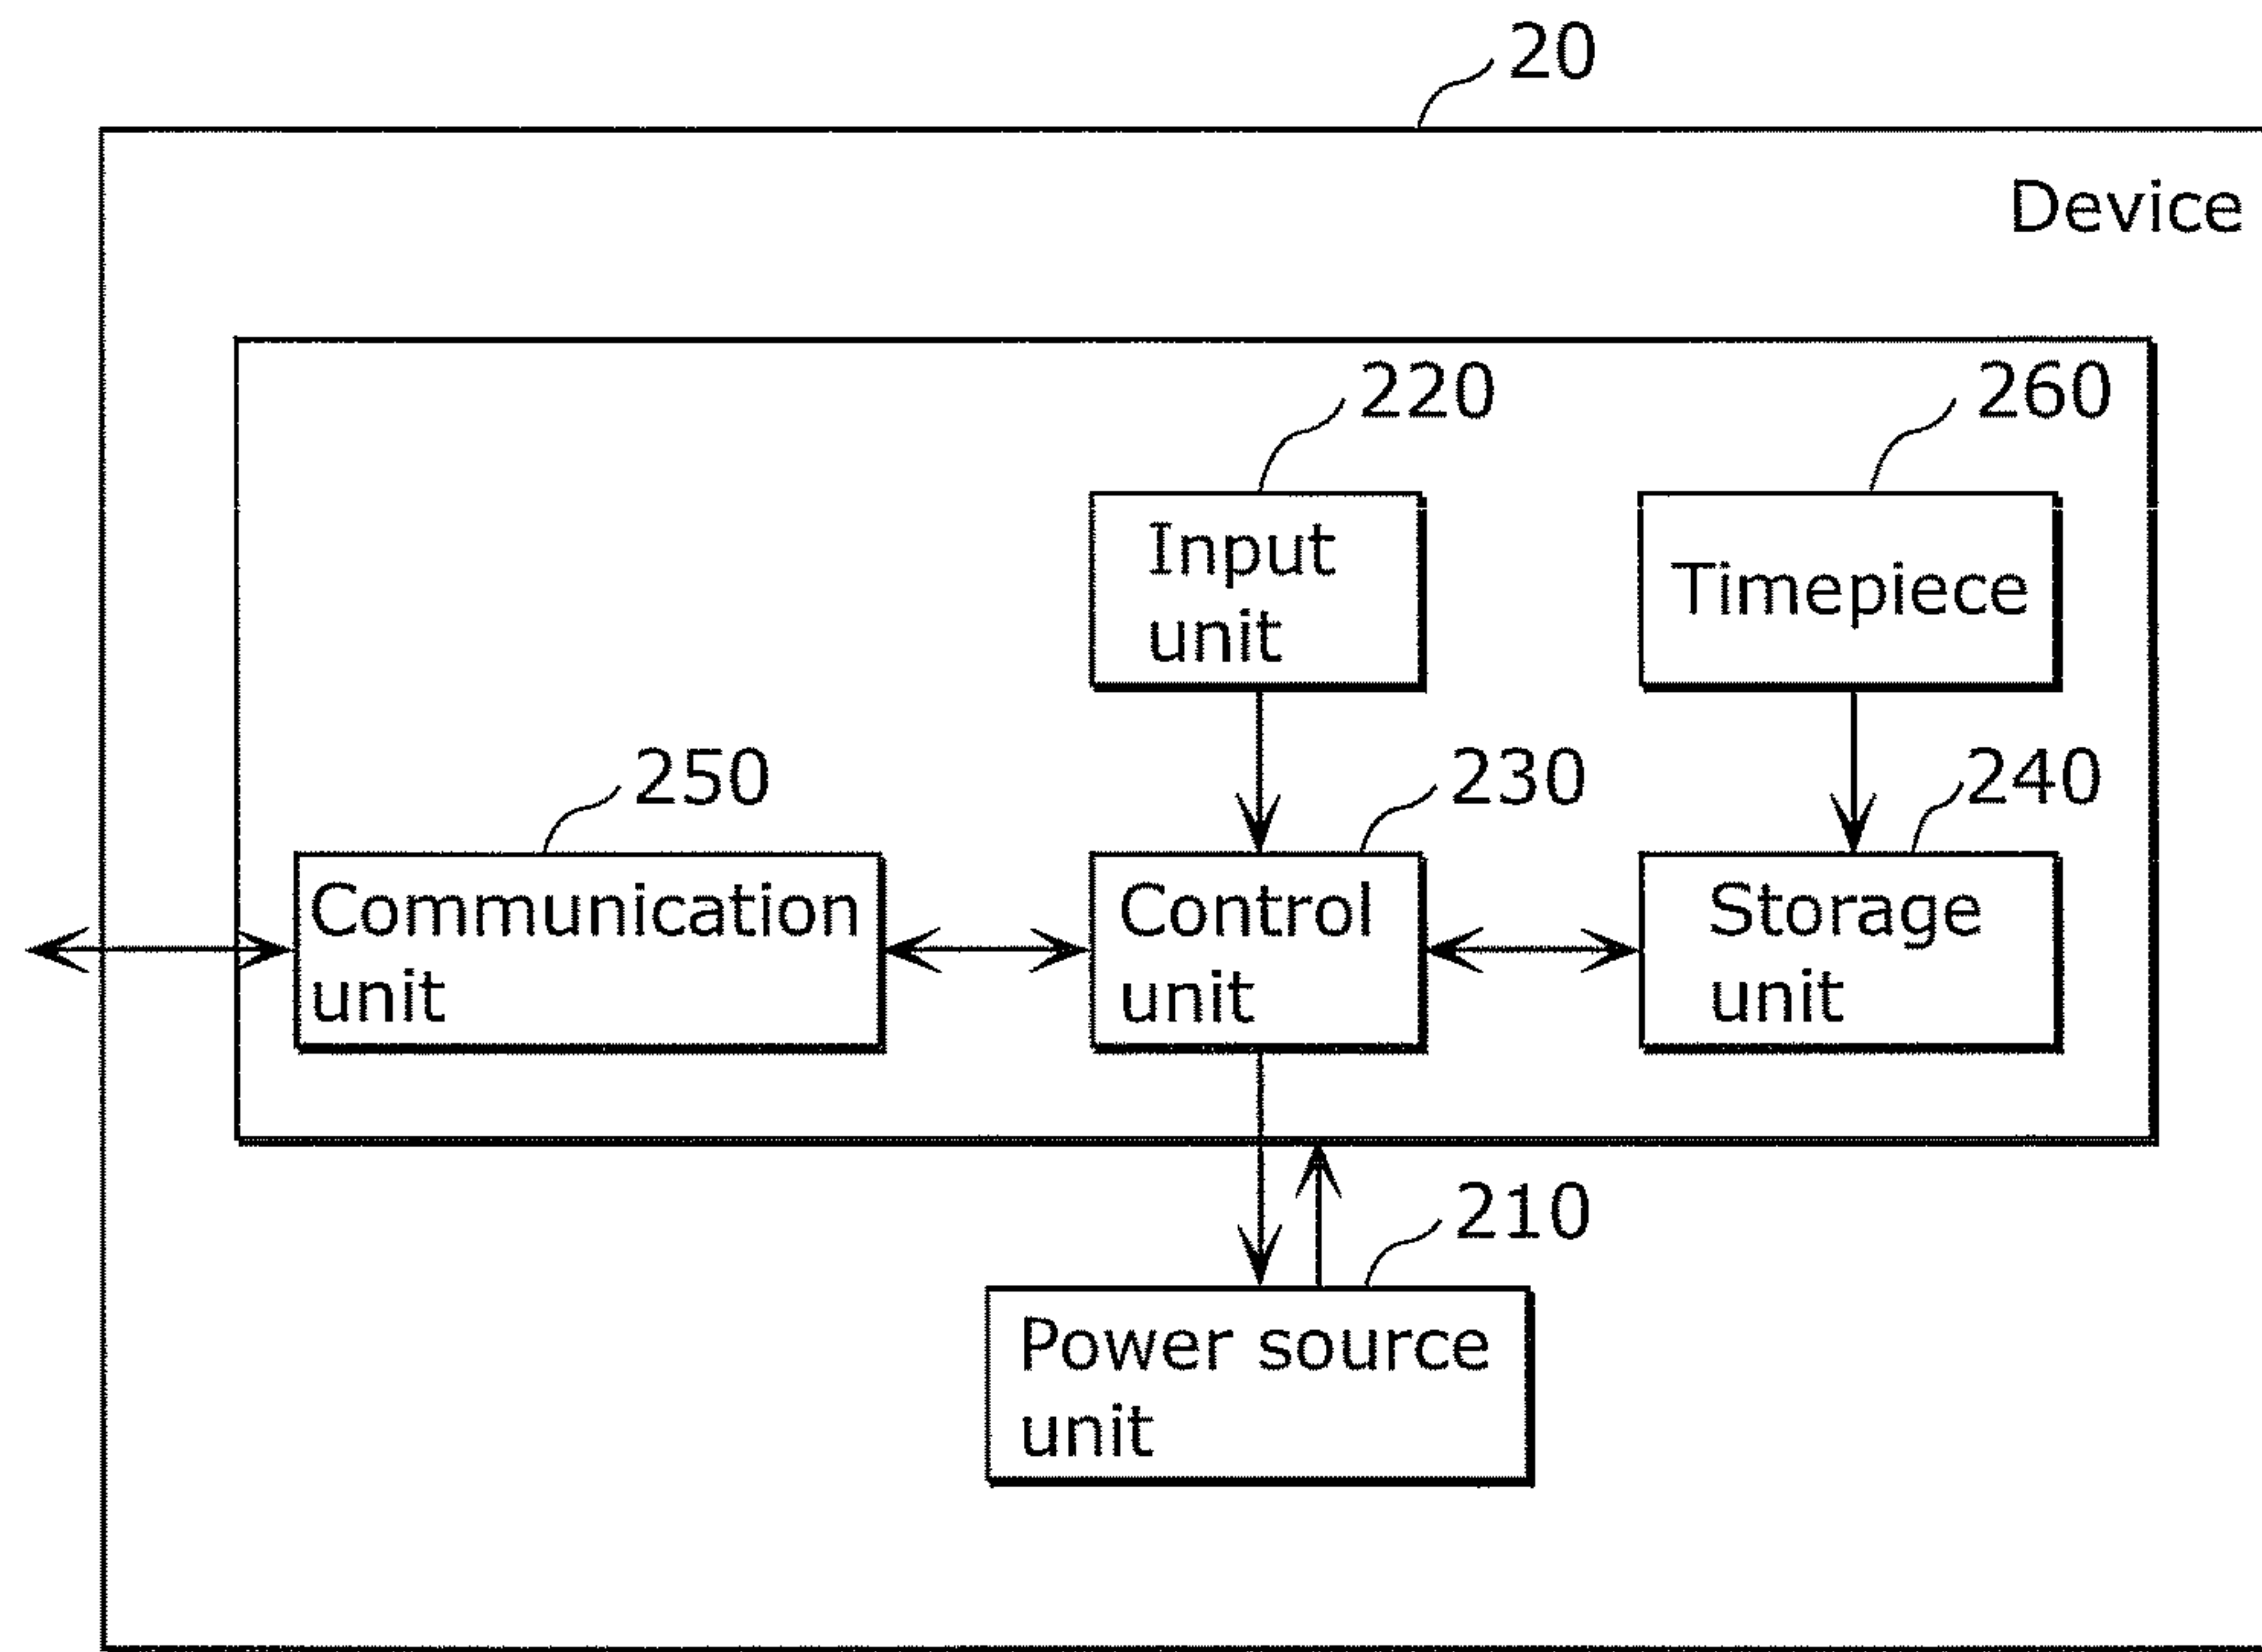 20
Device
220
260
Input
unit
Timepiece
250
230
240
Communication
unit
Control
unit
Storage
unit
210
Power source
unit